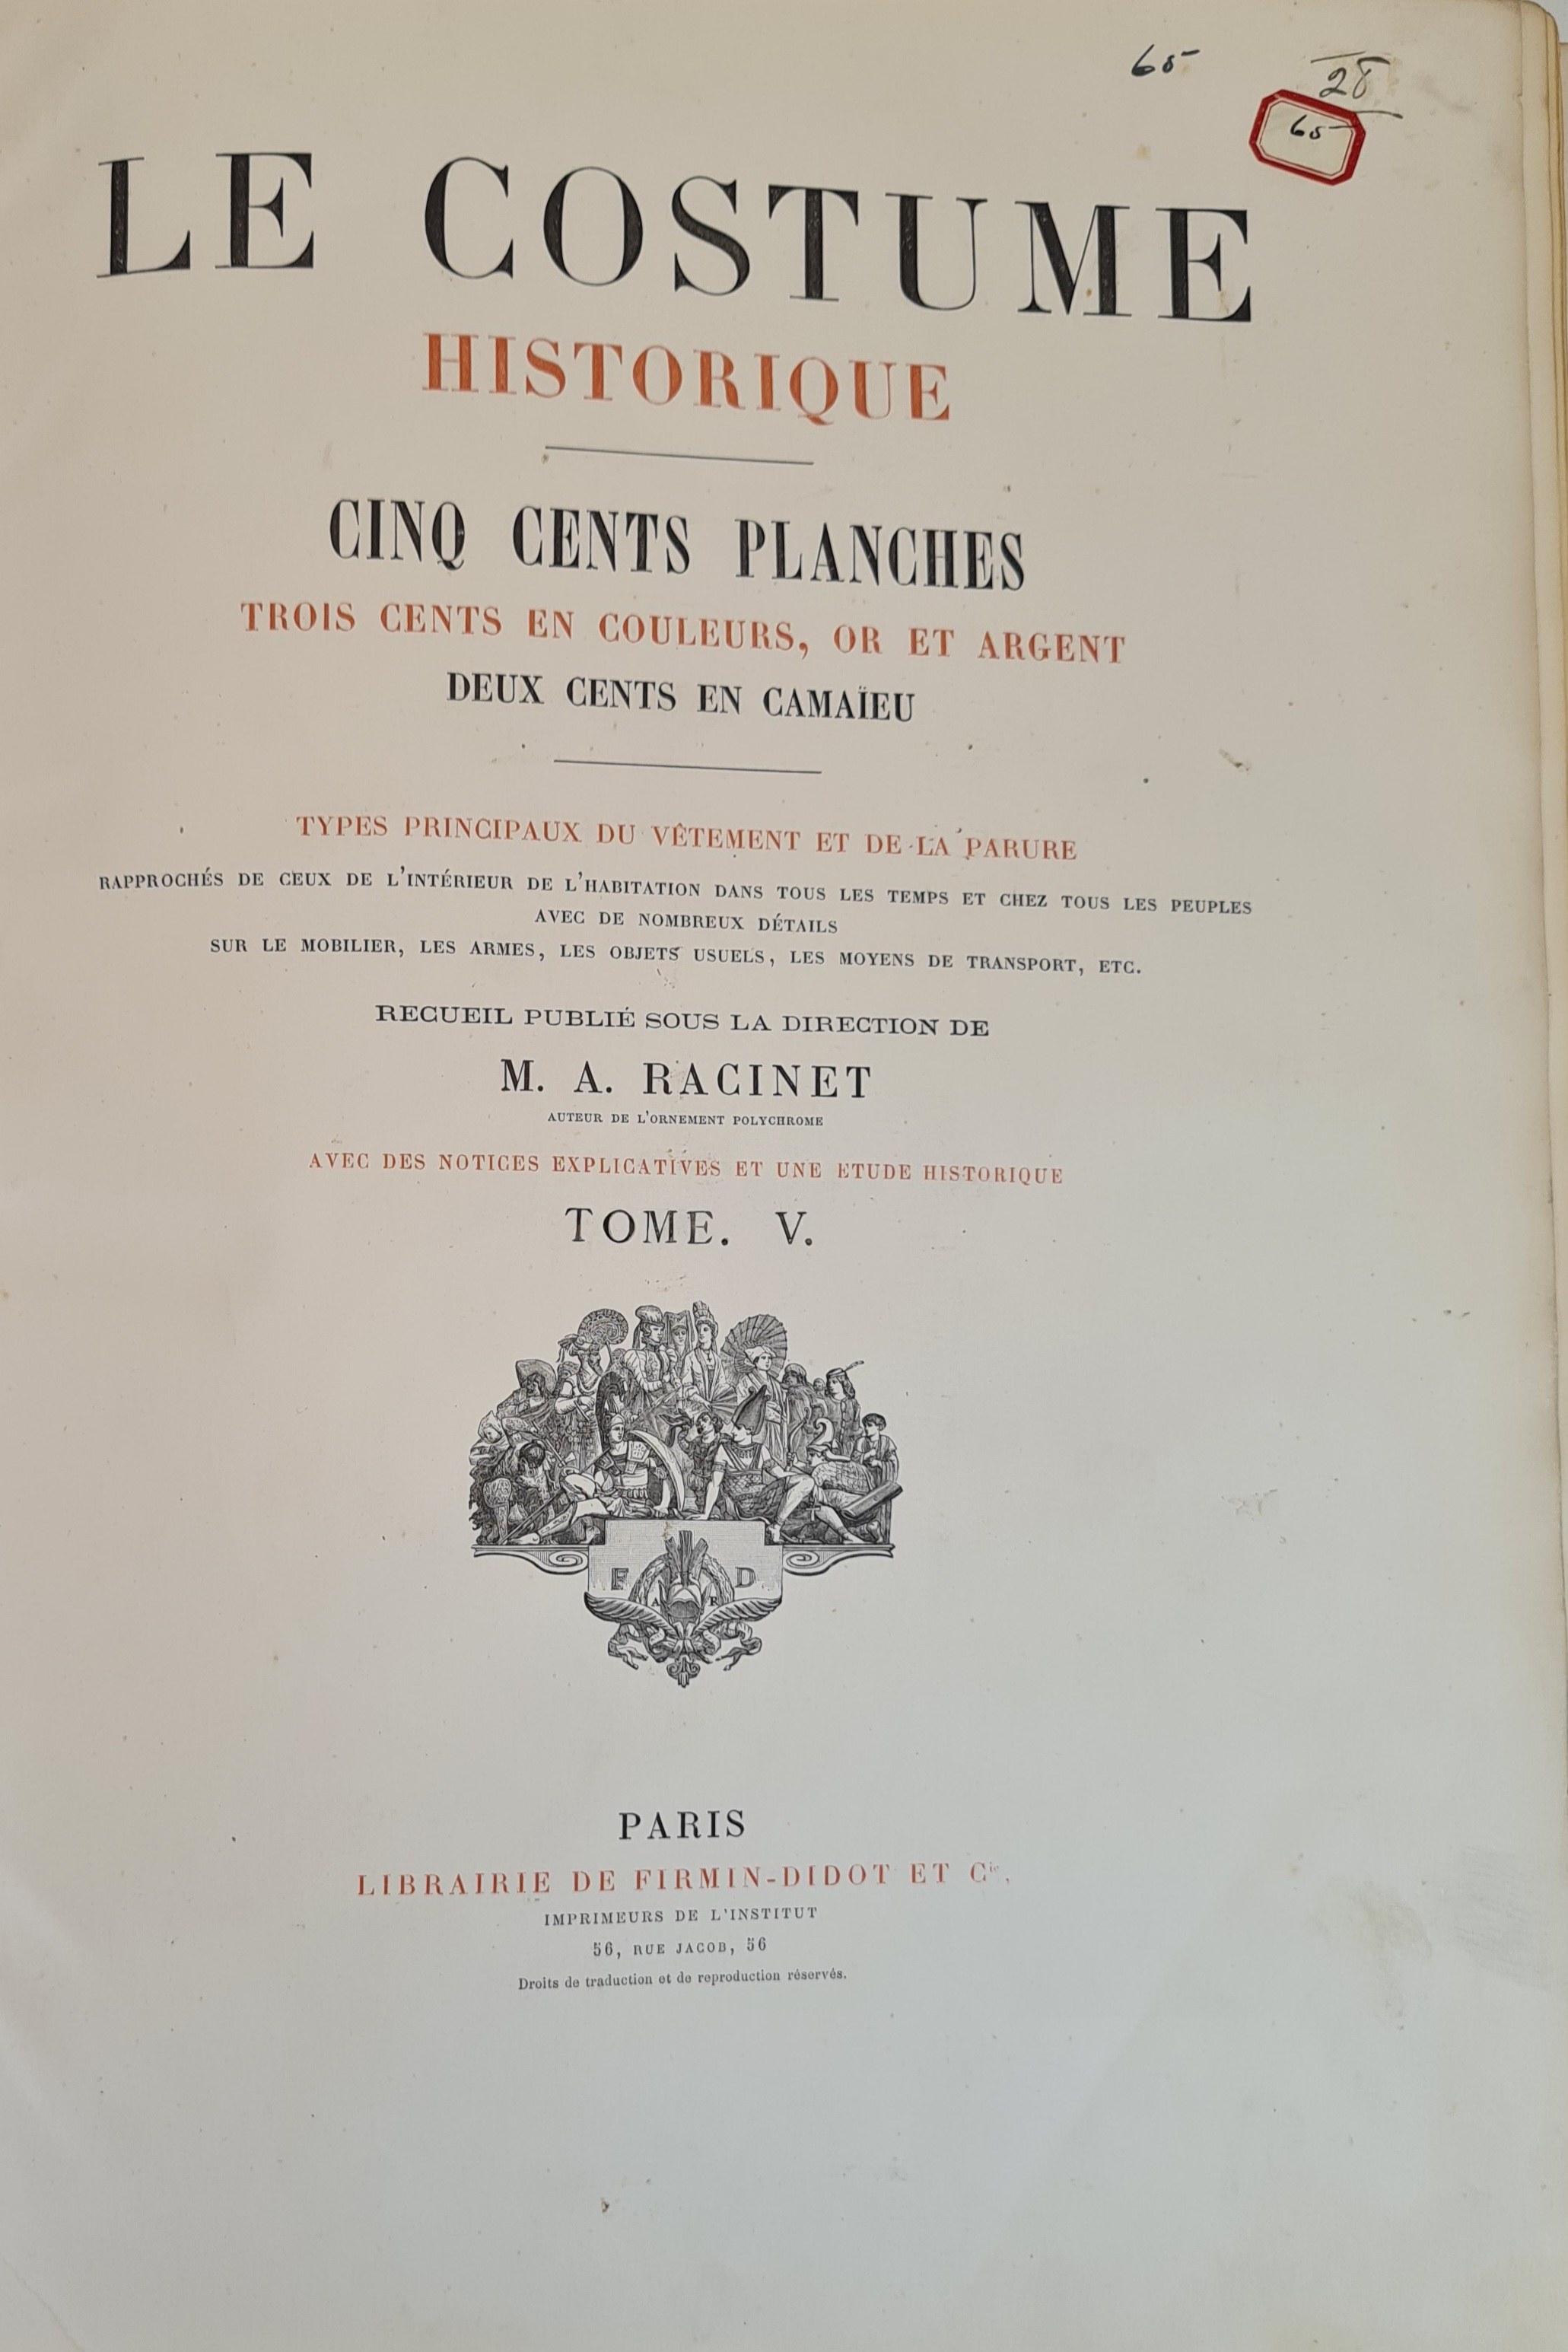 65
28
65
LE COSTUME
HISTORIQUE
CINQ CENTS PLANCHES
TROIS CENTS EN COULEURS, OR ET ARGENT
DEUX CENTS EN CAMAÏEU
TYPES PRINCIPAUX DU VÊTEMENT ET DE LA PARURE
RAPPROCHÉS DE CEUX DE L'INTÉRIEUR DE L'HABITATION DANS TOUS LES TEMPS ET CHEZ TOUS LES PEUPLES
AVEC DE NOMBREUX DÉTAILS
SUR LE MOBILIER, LES ARMES, LES OBJETS USUELS, LES MOYENS DE TRANSPORT, ETC.
RECUEIL PUBLIÉ SOUS LA DIRECTION DE
M. A. RACINET
AUTEUR DE L'ORNEMENT POLYCHROME
AVEC DES NOTICES EXPLICATIVES ET UNE ETUDE HISTORIQUE
TOME. V.
F D
A R
PARIS
LIBRAIRIE DE FIRMIN-DIDOT ET Cie.
IMPRIMEURS DE L'INSTITUT
56, RUE JACOB, 56
Droits de traduction et de reproduction réservés.